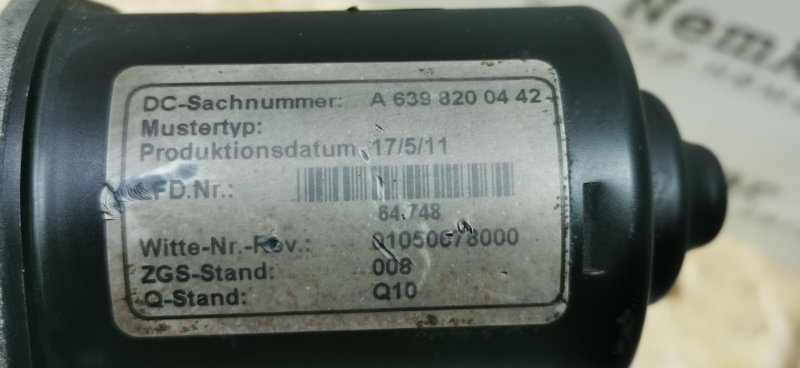 DC-Sachnummer: A 639 820 04 42
Mustertyp:
Produktionsdatum 17/5/11
FD.Nr.:
64.748
Witte-Nr.-Rev.: 01050678000
ZGS-Stand: 008
Q-Stand: Q10